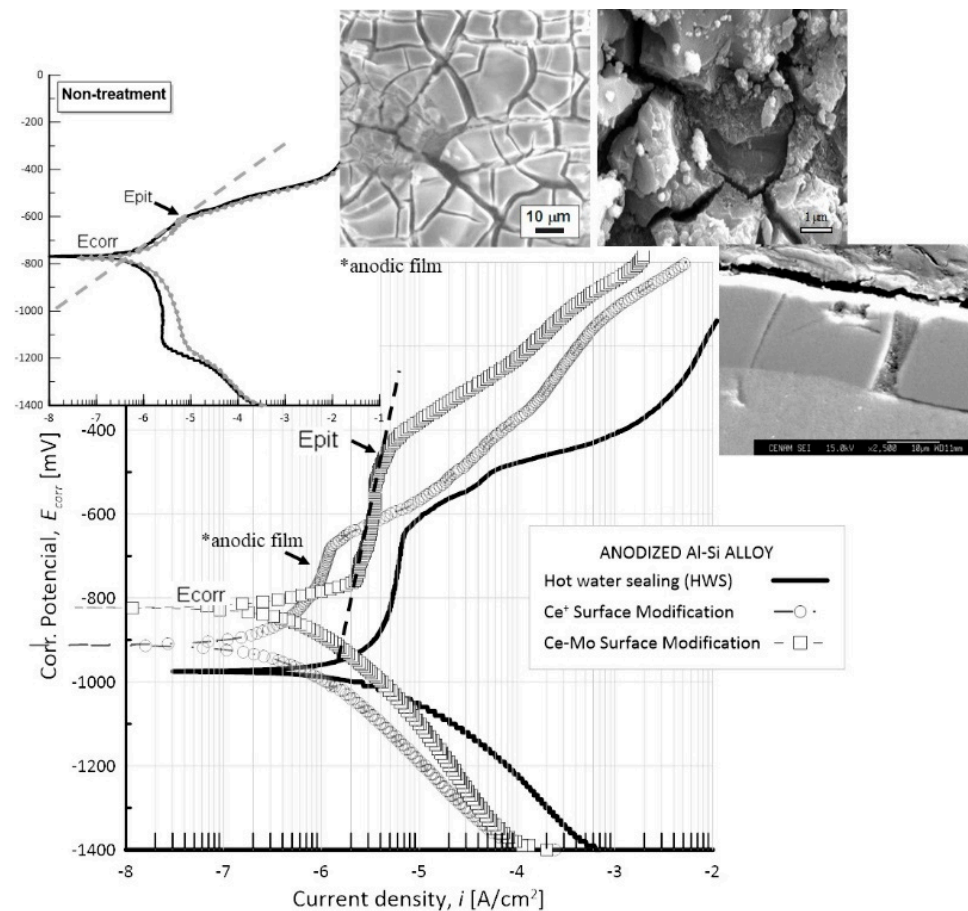 Non-treatment
0
-200
-400
-600
-800
-1000
-1200
-1400
Epit
Ecorr
-8
-7
-6
-5
-4
-3
-2
-1
10 µm
1 µm
*anodic film
CENAM SEI 15.0kV x2,500 10µm WD11mm
Corr. Potencial, Ecorr [mV]
-400
-600
-800
-1000
-1200
-1400
Epit
*anodic film
Ecorr
ANODIZED Al-Si ALLOY
Hot water sealing (HWS)
Ce⁺ Surface Modification
Ce-Mo Surface Modification
-8
-7
-6
-5
-4
-3
-2
Current density, i [A/cm²]